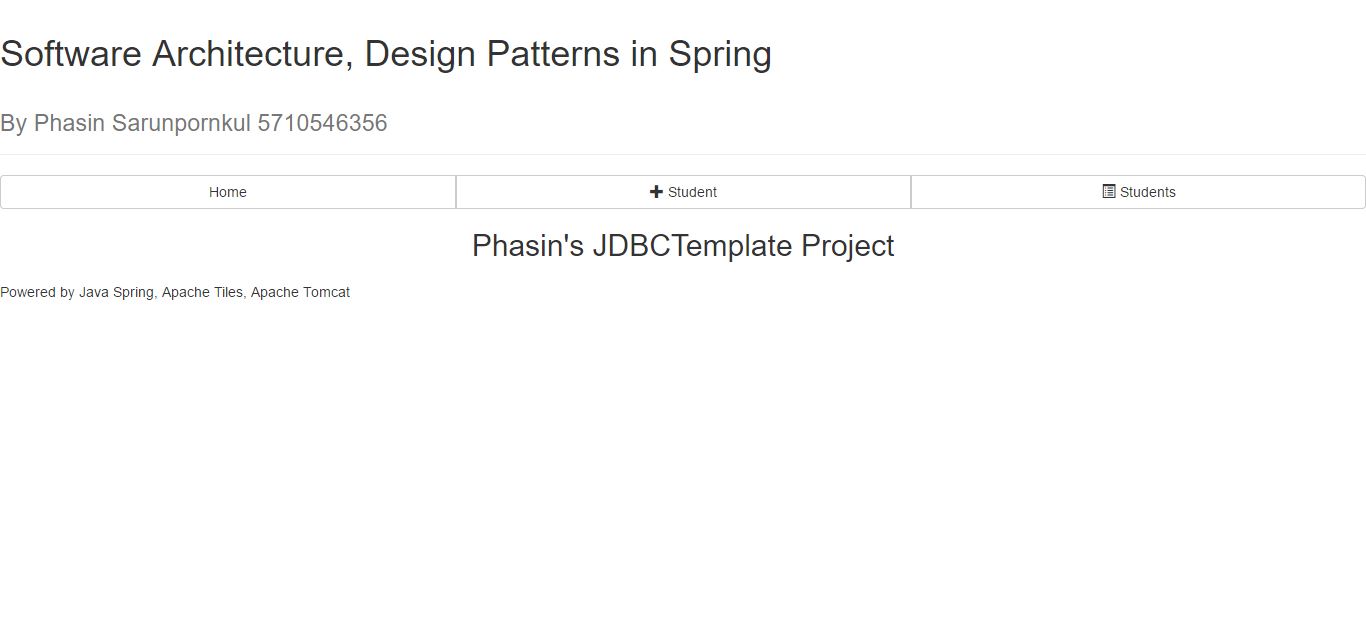 Software Architecture, Design Patterns in Spring
By Phasin Sarunpornkul 5710546356
Home
Student
Students
Phasin's JDBCTemplate Project
Powered by Java Spring, Apache Tiles, Apache Tomcat